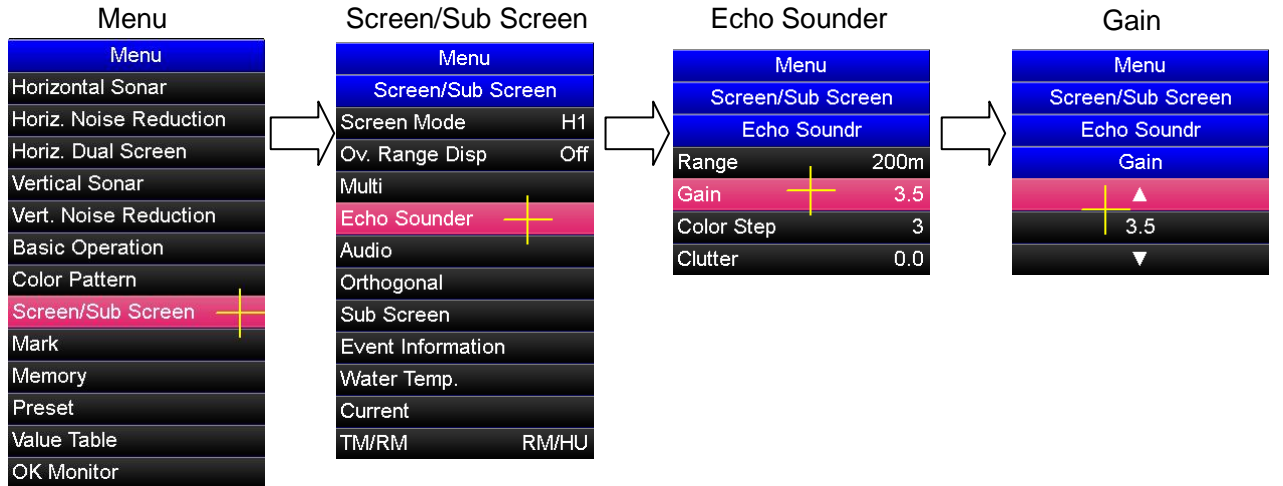 Menu
Menu
Horizontal Sonar
Horiz. Noise Reduction
Horiz. Dual Screen
Vertical Sonar
Vert. Noise Reduction
Basic Operation
Color Pattern
Screen/Sub Screen
Mark
Memory
Preset
Value Table
OK Monitor
Screen/Sub Screen
Menu
Screen/Sub Screen
Screen Mode H1
Ov. Range Disp Off
Multi
Echo Sounder
Audio
Orthogonal
Sub Screen
Event Information
Water Temp.
Current
TM/RM RM/HU
Echo Sounder
Menu
Screen/Sub Screen
Echo Soundr
Range 200m
Gain 3.5
Color Step 3
Clutter 0.0
Gain
Menu
Screen/Sub Screen
Echo Soundr
Gain
▲
3.5
▼